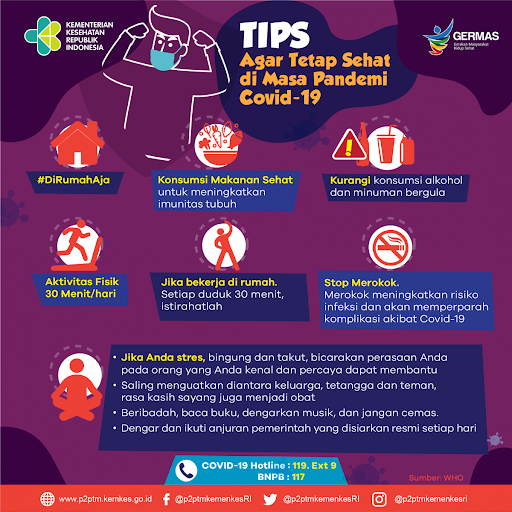 KEMENTERIAN
KESEHATAN
REPUBLIK
INDONESIA
TIPS
Agar Tetap Sehat
di Masa Pandemi
Covid-19
GERMAS
Gerakan Masyarakat
Hidup Sehat
#DiRumahAja
Konsumsi Makanan Sehat
untuk meningkatkan
imunitas tubuh
Kurangi konsumsi alkohol
dan minuman bergula
Aktivitas Fisik
30 Menit/hari
Jika bekerja di rumah.
Setiap duduk 30 menit,
istirahatlah
Stop Merokok.
Merokok meningkatkan risiko
infeksi dan akan memperparah
komplikasi akibat Covid-19
• Jika Anda stres, bingung dan takut, bicarakan perasaan Anda
pada orang yang Anda kenal dan percaya dapat membantu
• Saling menguatkan diantara keluarga, tetangga dan teman,
rasa kasih sayang juga menjadi obat
• Beribadah, baca buku, dengarkan musik, dan jangan cemas.
• Dengar dan ikuti anjuran pemerintah yang disiarkan resmi setiap hari
COVID-19 Hotline : 119. Ext 9
BNPB : 117
Sumber: WHO
www.p2ptm.kemkes.go.id
@p2ptmkemenkesRI
@p2ptmkemenkesRI
@p2ptmkemenkesri